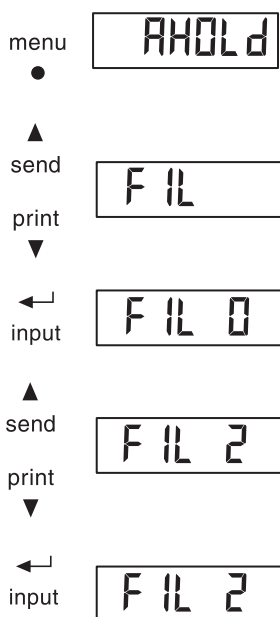 menu
AHOLd
send
FIL
print
input
FIL 0
send
FIL 2
print
input
FIL 2